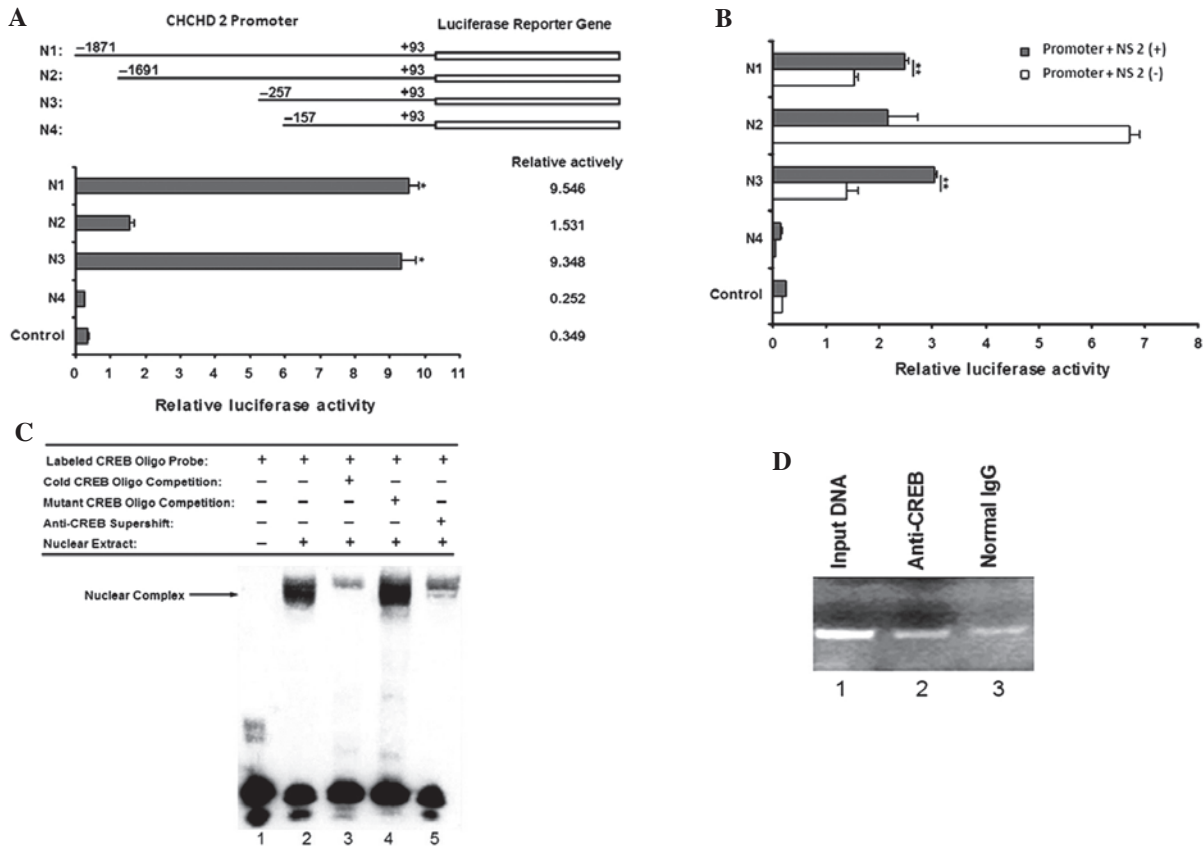 A
CHCHD 2 Promoter
Luciferase Reporter Gene
N1: −1871 +93
N2: −1691 +93
N3: −257 +93
N4: −157 +93
Relative actively
N1 * 9.546
N2 1.531
N3 * 9.348
N4 0.252
Control 0.349
0 1 2 3 4 5 6 7 8 9 10 11
Relative luciferase activity
B
Promoter + NS 2 (+)
Promoter + NS 2 (-)
N1 **
N2
N3 **
N4
Control
0 1 2 3 4 5 6 7 8
Relative luciferase activity
C
Labeled CREB Oligo Probe: + + + + +
Cold CREB Oligo Competition: − − + − −
Mutant CREB Oligo Competition: − − − + −
Anti-CREB Supershift: − − − − +
Nuclear Extract: − + + + +
Nuclear Complex
1 2 3 4 5
D
Input DNA
Anti-CREB
Normal IgG
1 2 3